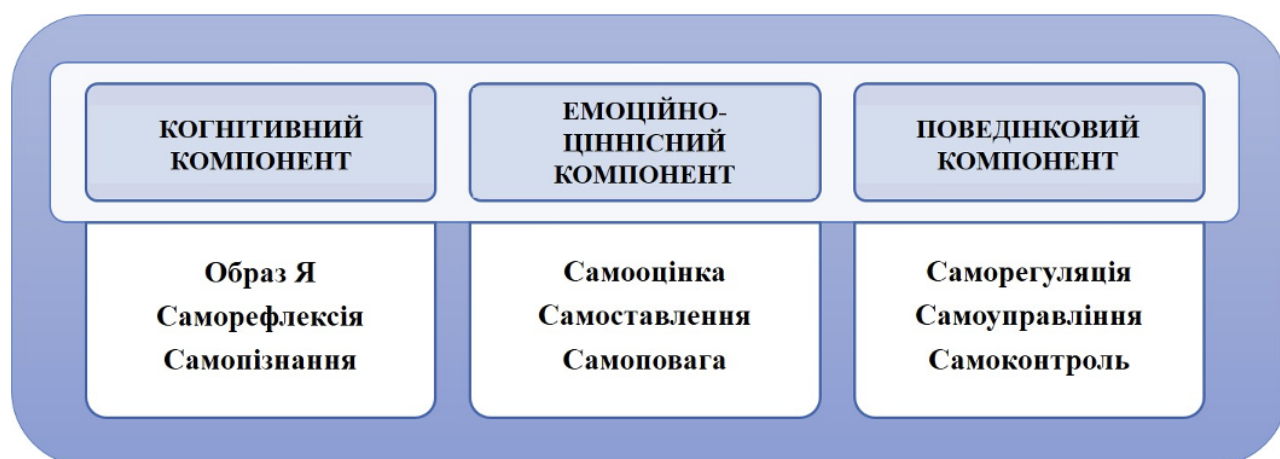 КОГНІТИВНИЙ
КОМПОНЕНТ
ЕМОЦІЙНО-
ЦІННІСНИЙ
КОМПОНЕНТ
ПОВЕДІНКОВИЙ
КОМПОНЕНТ
Образ Я
Саморефлексія
Самопізнання
Самооцінка
Самоставлення
Самоповага
Саморегуляція
Самоуправління
Самоконтроль